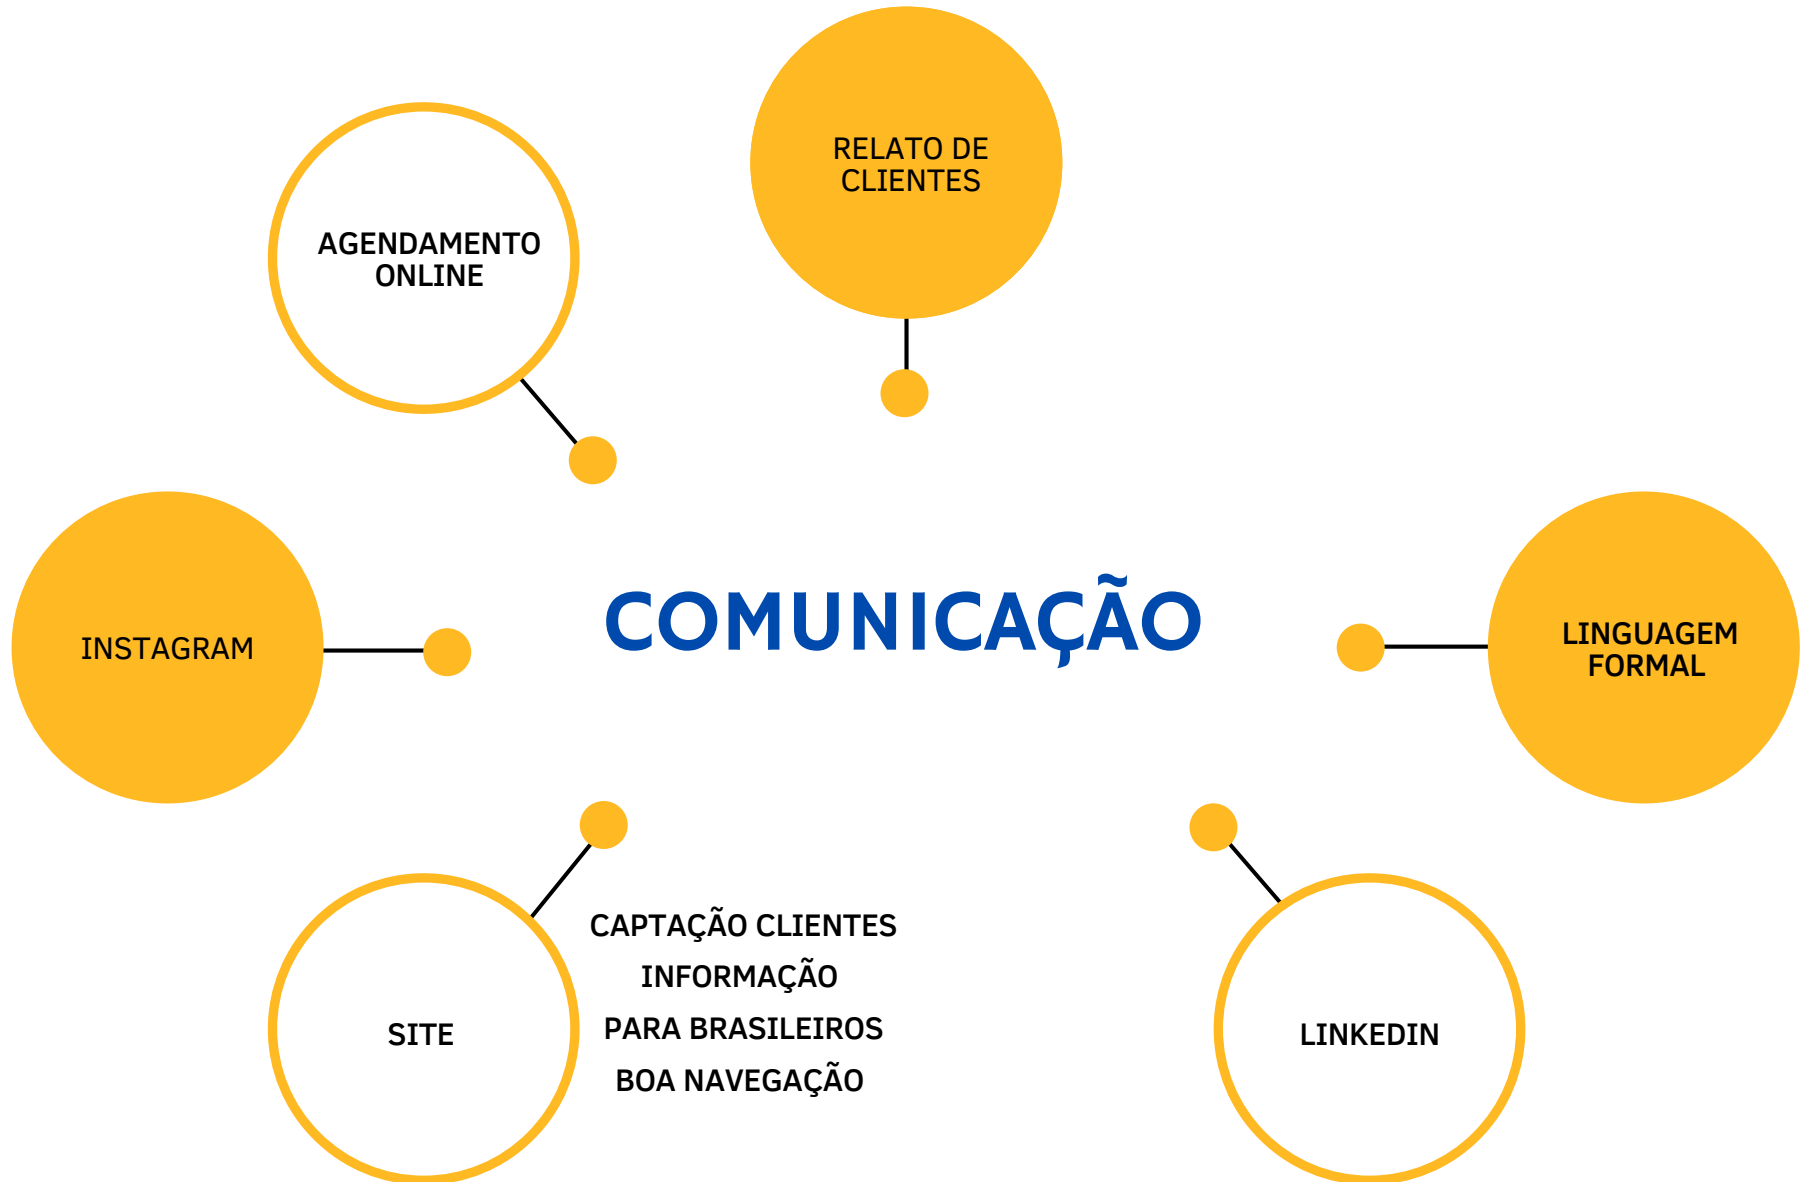 RELATO DE
CLIENTES
AGENDAMENTO
ONLINE
COMUNICAÇÃO
INSTAGRAM
LINGUAGEM
FORMAL
SITE
CAPTAÇÃO CLIENTES
INFORMAÇÃO
PARA BRASILEIROS
BOA NAVEGAÇÃO
LINKEDIN